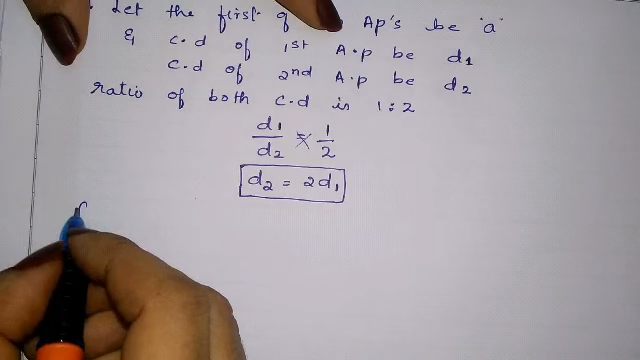 Let the first of Ap's be 'a'
& c.d of 1st A.p be d1
c.d of 2nd A.p be d2
ratio of both c.d is 1:2
d1/d2 = 1/2
d2 = 2d1